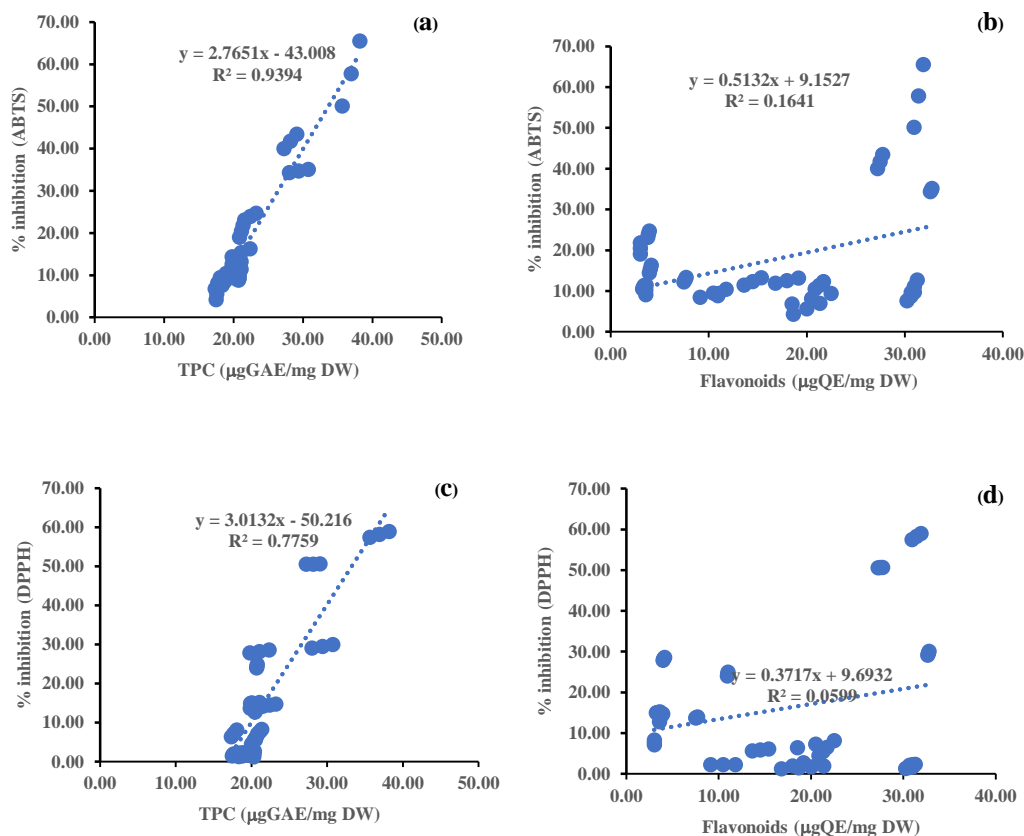 (a)
70.00
60.00
50.00
40.00
30.00
20.00
10.00
0.00
% inhibition (ABTS)
y = 2.7651x - 43.008
R² = 0.9394
0.00 10.00 20.00 30.00 40.00 50.00
TPC (µgGAE/mg DW)
(b)
70.00
60.00
50.00
40.00
30.00
20.00
10.00
0.00
% inhibition (ABTS)
y = 0.5132x + 9.1527
R² = 0.1641
0.00 10.00 20.00 30.00 40.00
Flavonoids (µgQE/mg DW)
(c)
70.00
60.00
50.00
40.00
30.00
20.00
10.00
0.00
% inhibition (DPPH)
y = 3.0132x - 50.216
R² = 0.7759
0.00 10.00 20.00 30.00 40.00 50.00
TPC (µgGAE/mg DW)
(d)
70.00
60.00
50.00
40.00
30.00
20.00
10.00
0.00
% inhibition (DPPH)
y = 0.3717x + 9.6932
R² = 0.0599
0.00 10.00 20.00 30.00 40.00
Flavonoids (µgQE/mg DW)